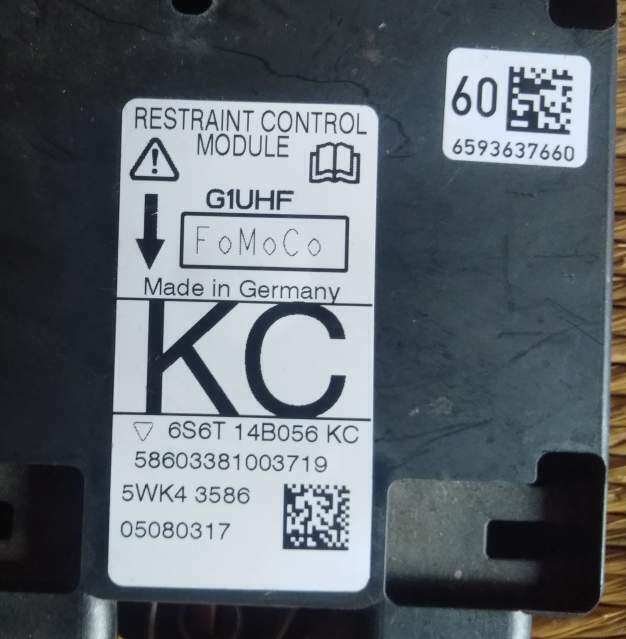 RESTRAINT CONTROL
MODULE
G1UHF
FoMoCo
Made in Germany
KC
6S6T 14B056 KC
58603381003719
5WK4 3586
05080317
60
6593637660